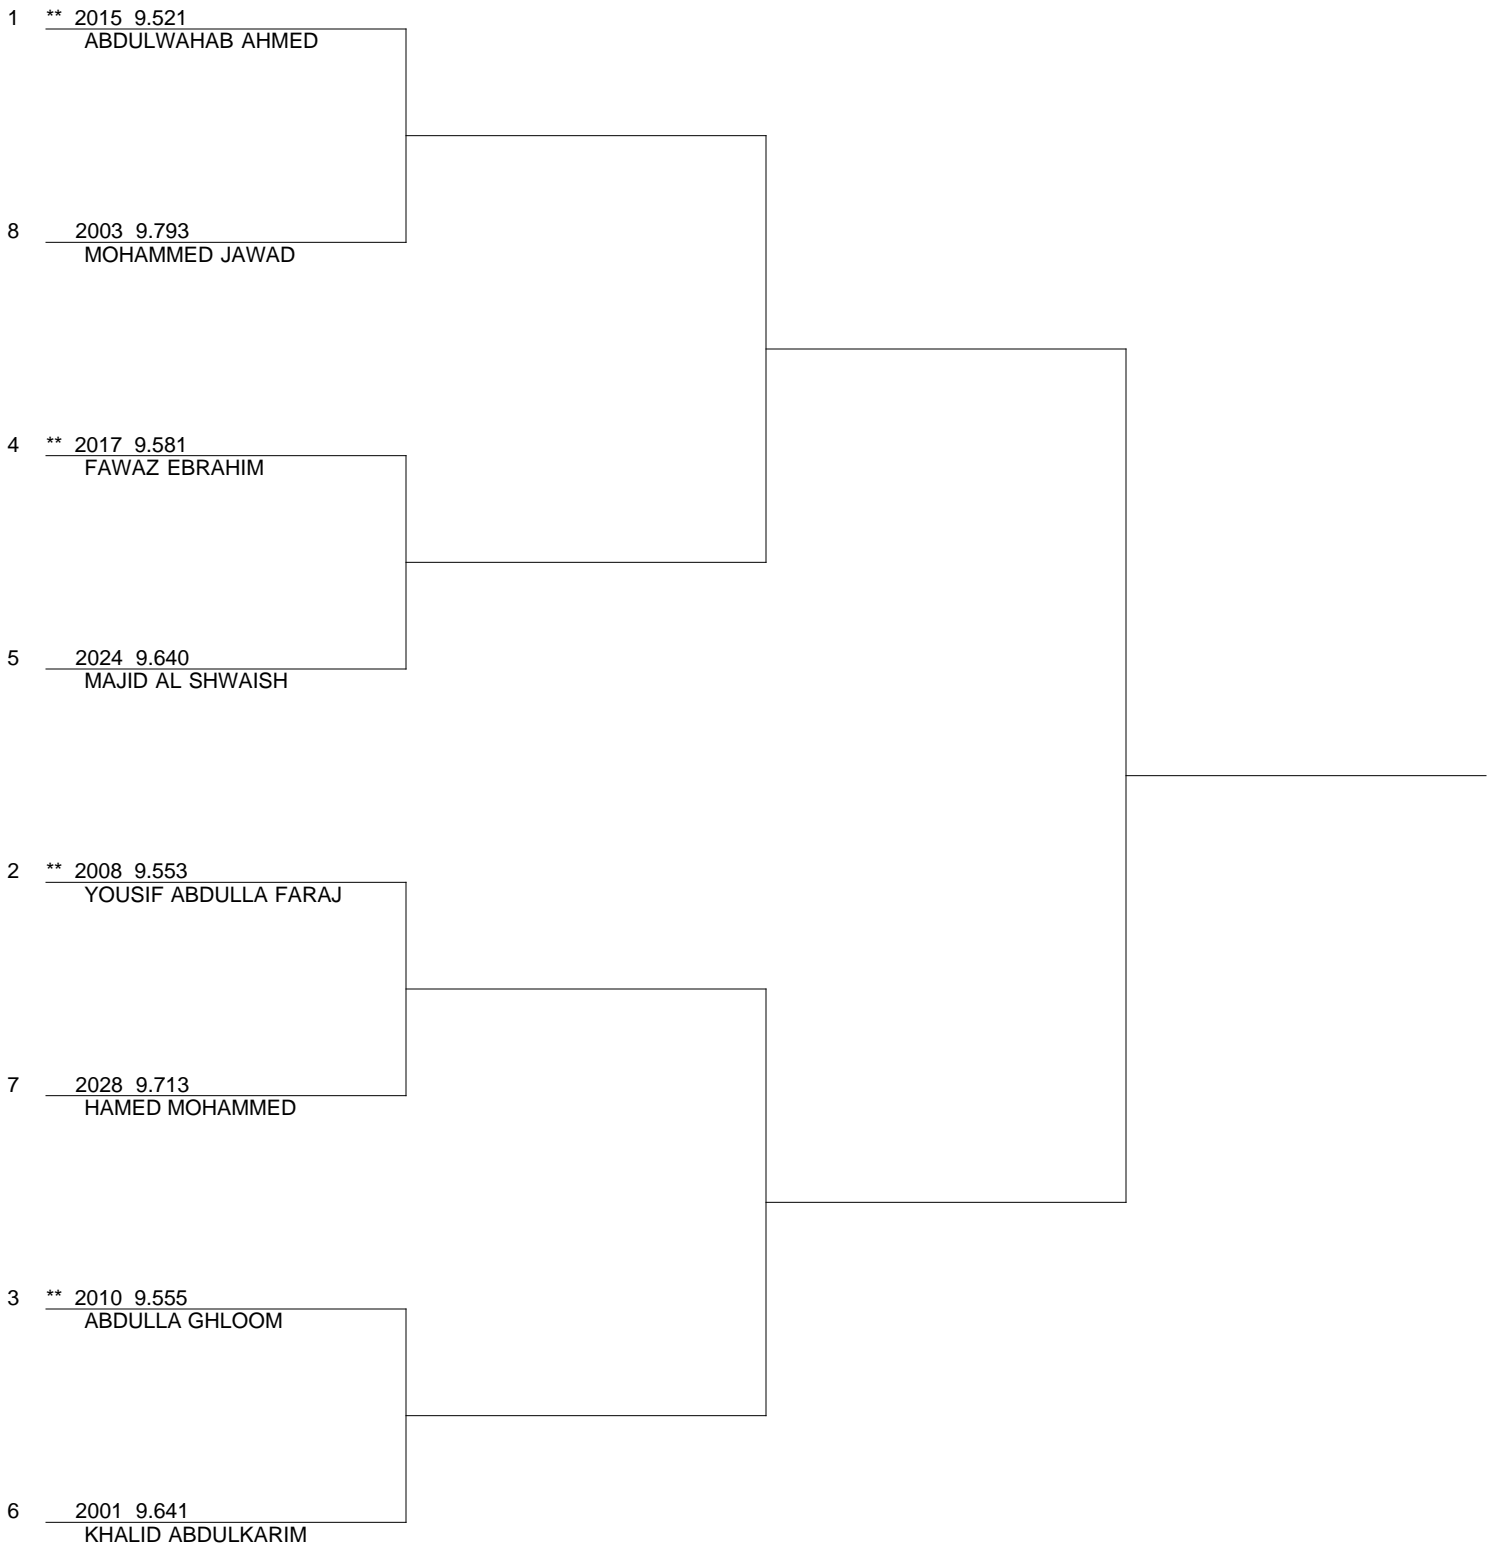 1 ** 2015 9.521
ABDULWAHAB AHMED
8 2003 9.793
MOHAMMED JAWAD
4 ** 2017 9.581
FAWAZ EBRAHIM
5 2024 9.640
MAJID AL SHWAISH
2 ** 2008 9.553
YOUSIF ABDULLA FARAJ
7 2028 9.713
HAMED MOHAMMED
3 ** 2010 9.555
ABDULLA GHLOOM
6 2001 9.641
KHALID ABDULKARIM